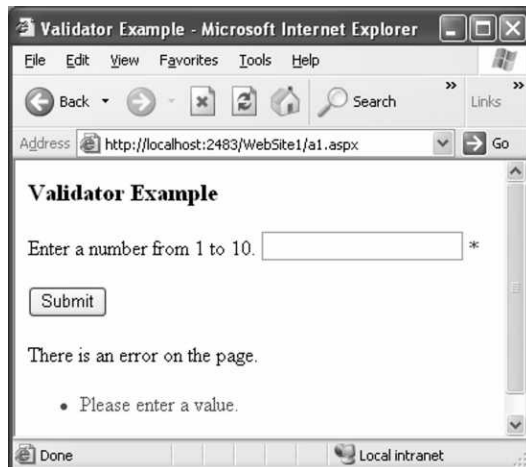 Validator Example - Microsoft Internet Explorer
File Edit View Favorites Tools Help
Back Search » Links »
Address http://localhost:2483/WebSite1/a1.aspx Go
Validator Example
Enter a number from 1 to 10. *
Submit
There is an error on the page.
• Please enter a value.
Done Local intranet